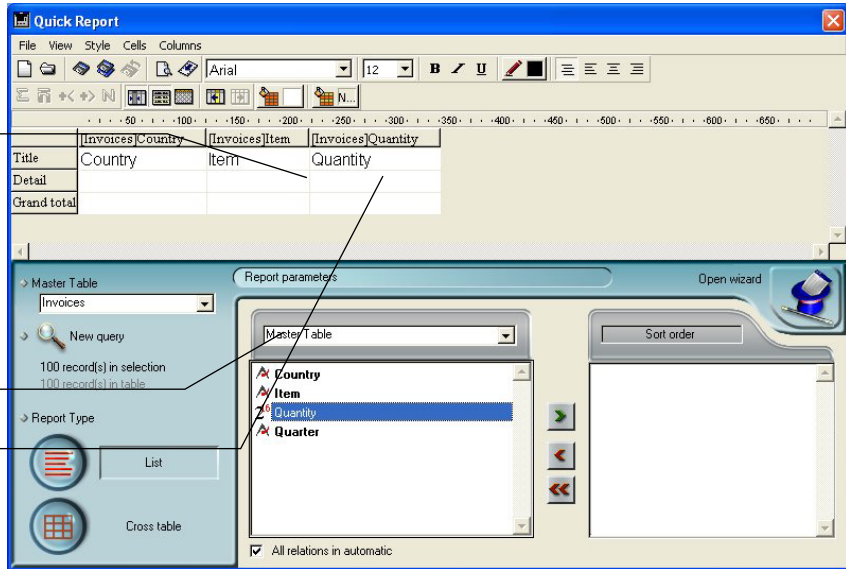 Quick Report
File View Style Cells Columns
Arial 12 B I U
N...
50 100 150 200 250 300 350 400 450 500 550 600 650
[Invoices]Country [Invoices]Item [Invoices]Quantity
Title Country Item Quantity
Detail
Grand total
Master Table
Invoices
New query
100 record(s) in selection
100 record(s) in table
Report Type
List
Cross table
Report parameters
Open wizard
Master Table
Country
Item
2^16 Quantity
Quarter
All relations in automatic
Sort order